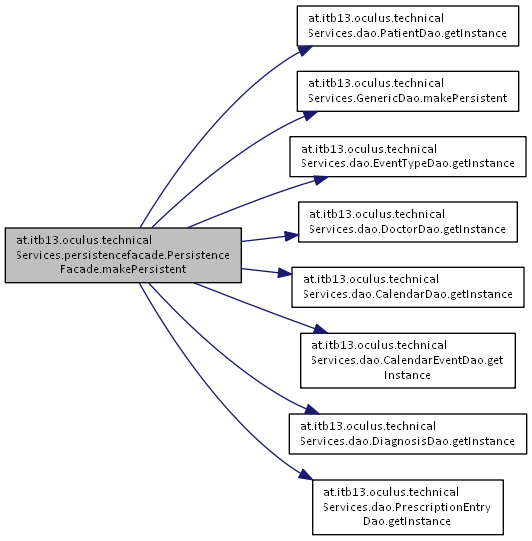 at.itb13.oculus.technical
Services.dao.PatientDao.getInstance
at.itb13.oculus.technical
Services.GenericDao.makePersistent
at.itb13.oculus.technical
Services.dao.EventTypeDao.getInstance
at.itb13.oculus.technical
Services.dao.DoctorDao.getInstance
at.itb13.oculus.technical
Services.persistencefacade.Persistence
Facade.makePersistent
at.itb13.oculus.technical
Services.dao.CalendarDao.getInstance
at.itb13.oculus.technical
Services.dao.CalendarEventDao.get
Instance
at.itb13.oculus.technical
Services.dao.DiagnosisDao.getInstance
at.itb13.oculus.technical
Services.dao.PrescriptionEntry
Dao.getInstance